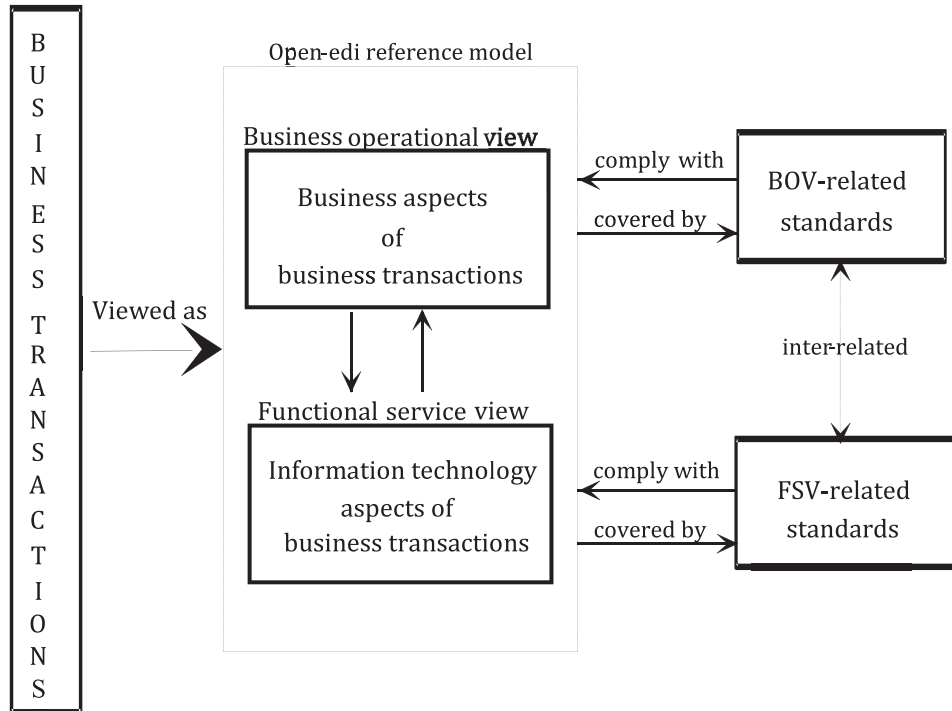 BUSINESS TRANSACTIONS
Open-edi reference model
Business operational view
Business aspects
of
business transactions
Viewed as
Functional service view
Information technology
aspects of
business transactions
comply with
covered by
BOV-related
standards
inter-related
comply with
covered by
FSV-related
standards